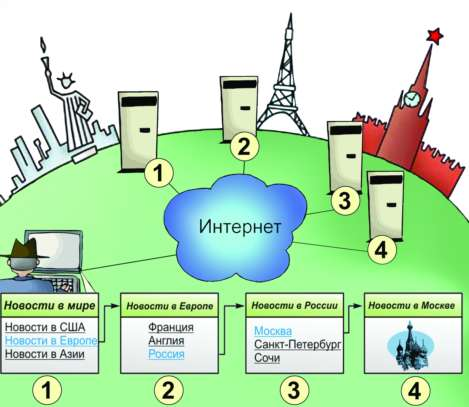 1
2
3
4
Интернет
Новости в мире
Новости в США
Новости в Европе
Новости в Азии
Новости в Европе
Франция
Англия
Россия
Новости в России
Москва
Санкт-Петербург
Сочи
Новости в Москве
1
2
3
4